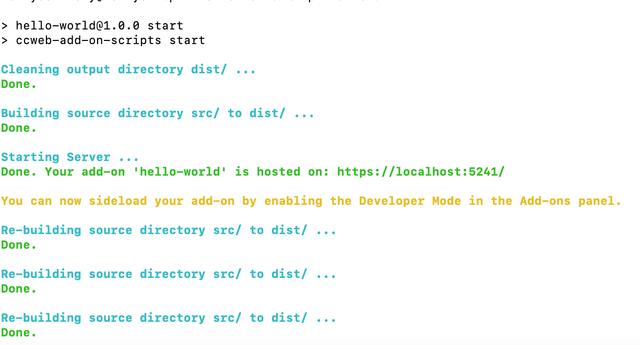 > hello-world@1.0.0 start
> ccweb-add-on-scripts start
Cleaning output directory dist/ ...
Done.
Building source directory src/ to dist/ ...
Done.
Starting Server ...
Done. Your add-on 'hello-world' is hosted on: https://localhost:5241/
You can now sideload your add-on by enabling the Developer Mode in the Add-ons panel.
Re-building source directory src/ to dist/ ...
Done.
Re-building source directory src/ to dist/ ...
Done.
Re-building source directory src/ to dist/ ...
Done.